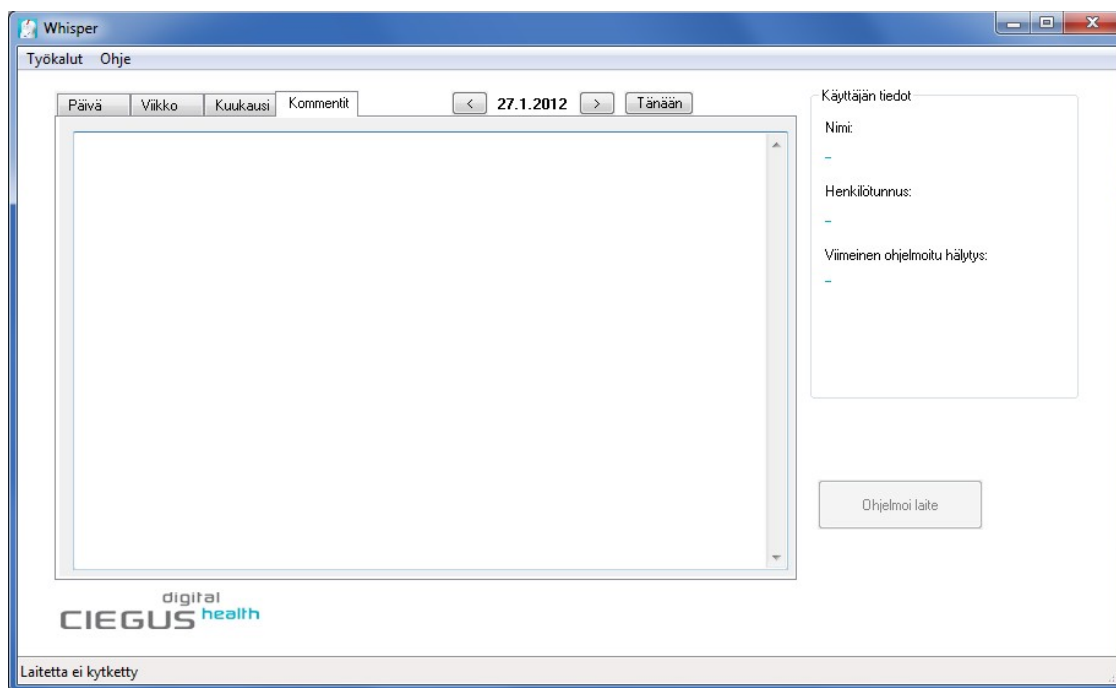 Whisper
Työkalut Ohje
Päivä Viikko Kuukausi Kommentit < 27.1.2012 > Tänään
Käyttäjän tiedot
Nimi:
-
Henkilötunnus:
-
Viimeinen ohjelmoitu hälytys:
-
Ohjelmoi laite
digital
CIEGUS health
Laitetta ei kytketty